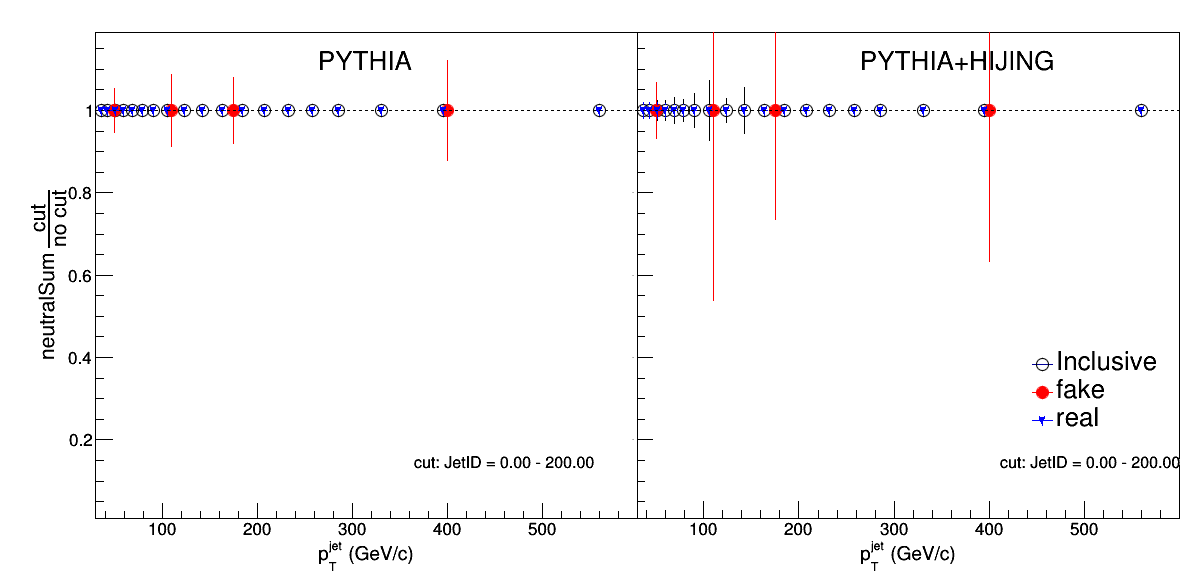 PYTHIA
PYTHIA+HIJING
neutralSum cut
no cut
1
0.8
0.6
0.4
0.2
Inclusive
fake
real
cut: JetID = 0.00 - 200.00
cut: JetID = 0.00 - 200.00
100 200 300 400 500
100 200 300 400 500
p_T^jet (GeV/c)
p_T^jet (GeV/c)